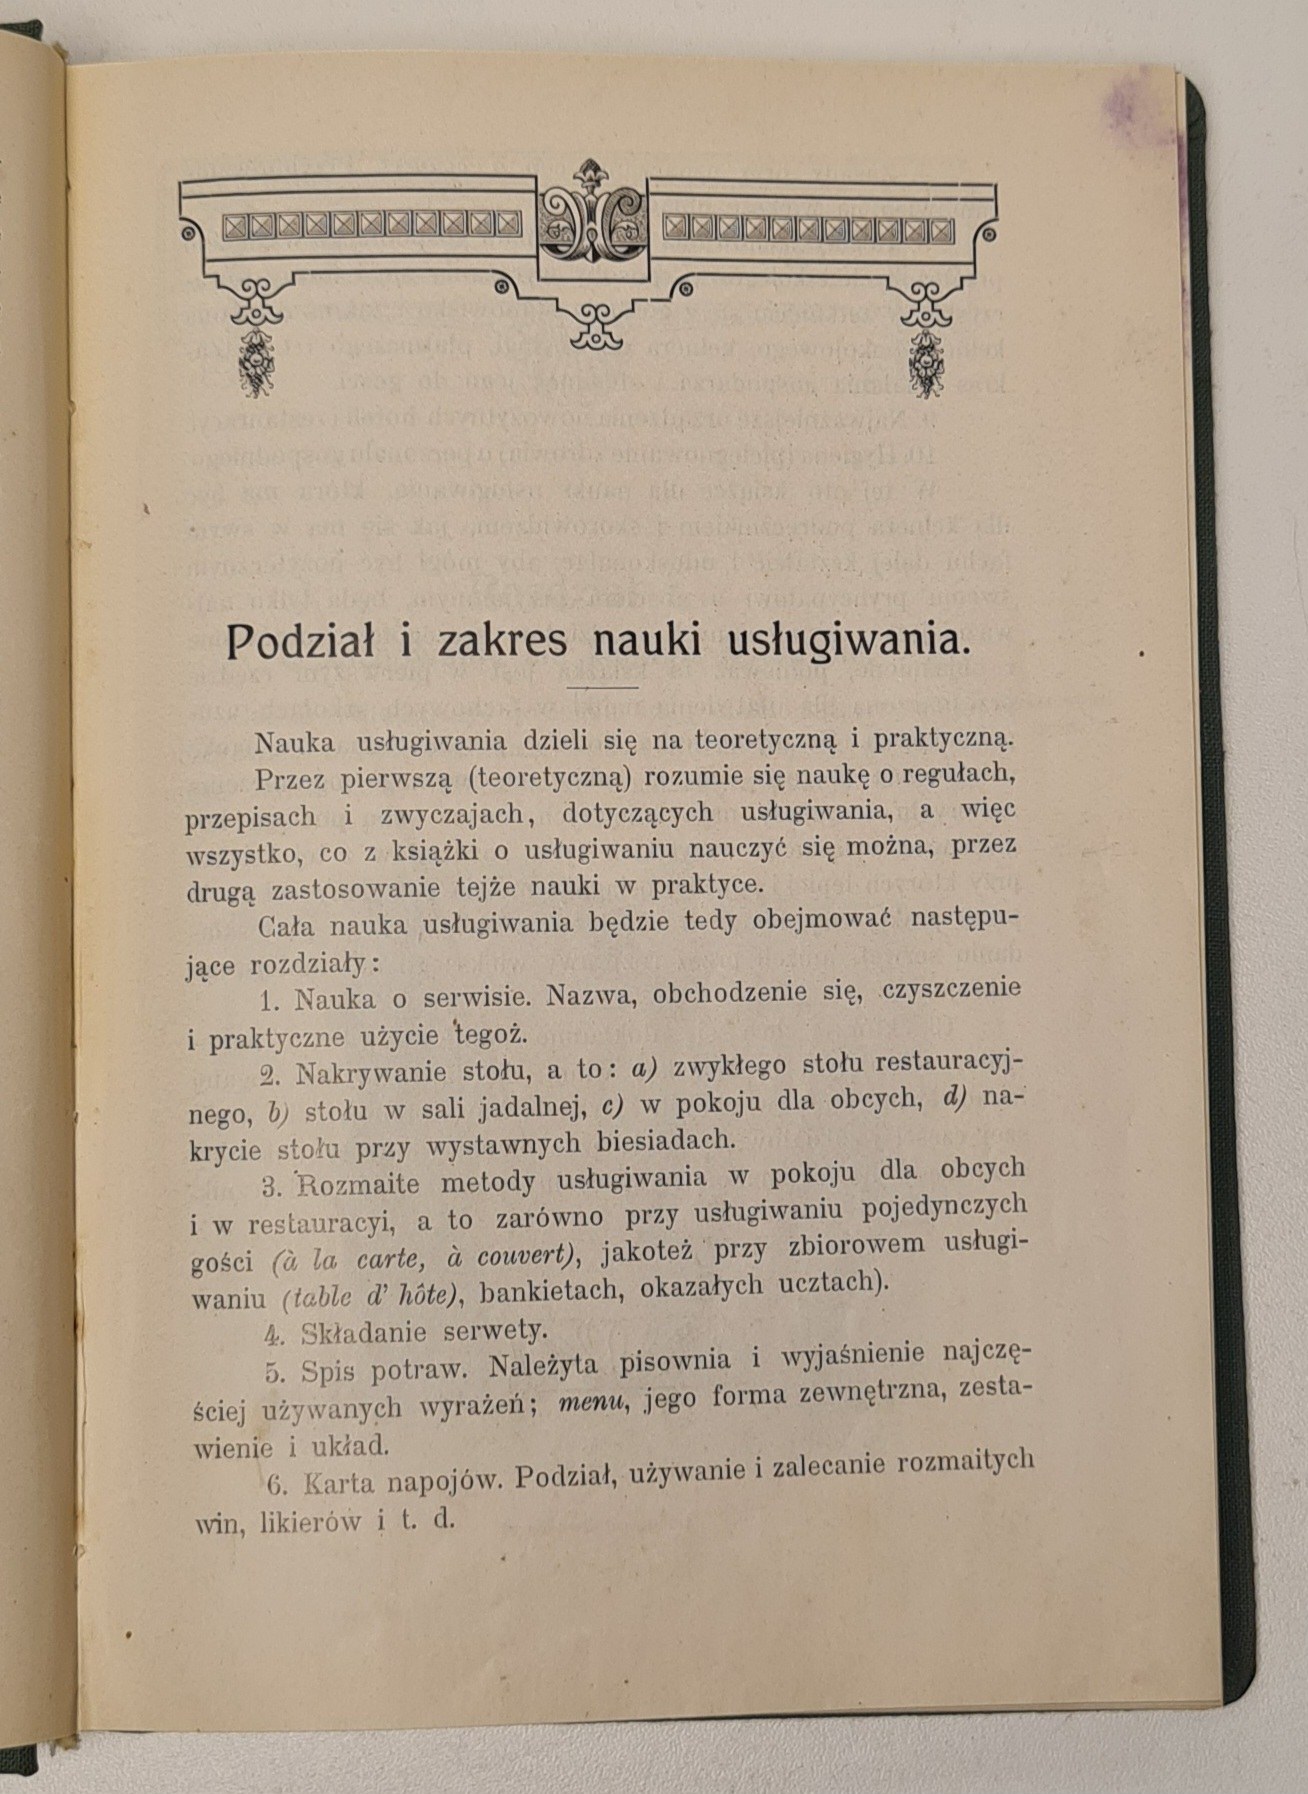 Podział i zakres nauki usługiwania.
Nauka usługiwania dzieli się na teoretyczną i praktyczną.
Przez pierwszą (teoretyczną) rozumie się naukę o regułach,
przepisach i zwyczajach, dotyczących usługiwania, a więc
wszystko, co z książki o usługiwaniu nauczyć się można, przez
drugą zastosowanie tejże nauki w praktyce.
Cała nauka usługiwania będzie tedy obejmować następu-
jące rozdziały:
1. Nauka o serwisie. Nazwa, obchodzenie się, czyszczenie
i praktyczne użycie tegoż.
2. Nakrywanie stołu, a to: a) zwykłego stołu restauracyj-
nego, b) stołu w sali jadalnej, c) w pokoju dla obcych, d) na-
krycie stołu przy wystawnych biesiadach.
3. Rozmaite metody usługiwania w pokoju dla obcych
i w restauracyi, a to zarówno przy usługiwaniu pojedynczych
gości (à la carte, à couvert), jakoteż przy zbiorowem usługi-
waniu (table d' hôte), bankietach, okazałych ucztach).
4. Składanie serwety.
5. Spis potraw. Należyta pisownia i wyjaśnienie najczę-
ściej używanych wyrażeń; menu, jego forma zewnętrzna, zesta-
wienie i układ.
6. Karta napojów. Podział, używanie i zalecanie rozmaitych
win, likierów i t. d.